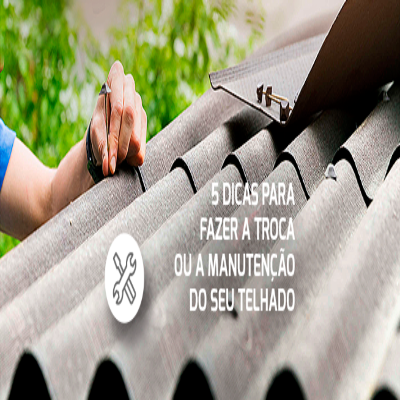 5 DICAS PARA
FAZER A TROCA
OU A MANUTENÇÃO
DO SEU TELHADO